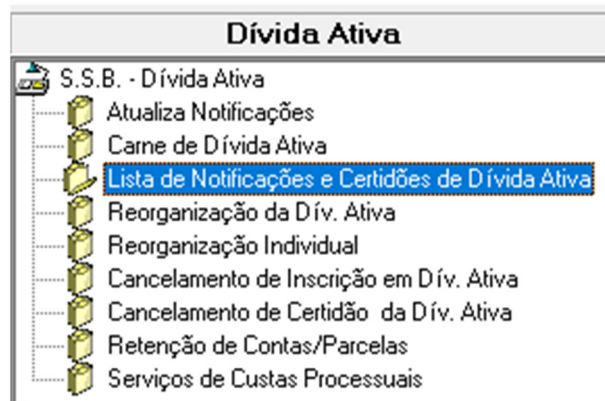 Dívida Ativa
S.S.B. - Dívida Ativa
Atualiza Notificações
Carne de Dívida Ativa
Lista de Notificações e Certidões de Dívida Ativa
Reorganização da Dív. Ativa
Reorganização Individual
Cancelamento de Inscrição em Dív. Ativa
Cancelamento de Certidão  da Dív. Ativa
Retenção de Contas/Parcelas
Serviços de Custas Processuais